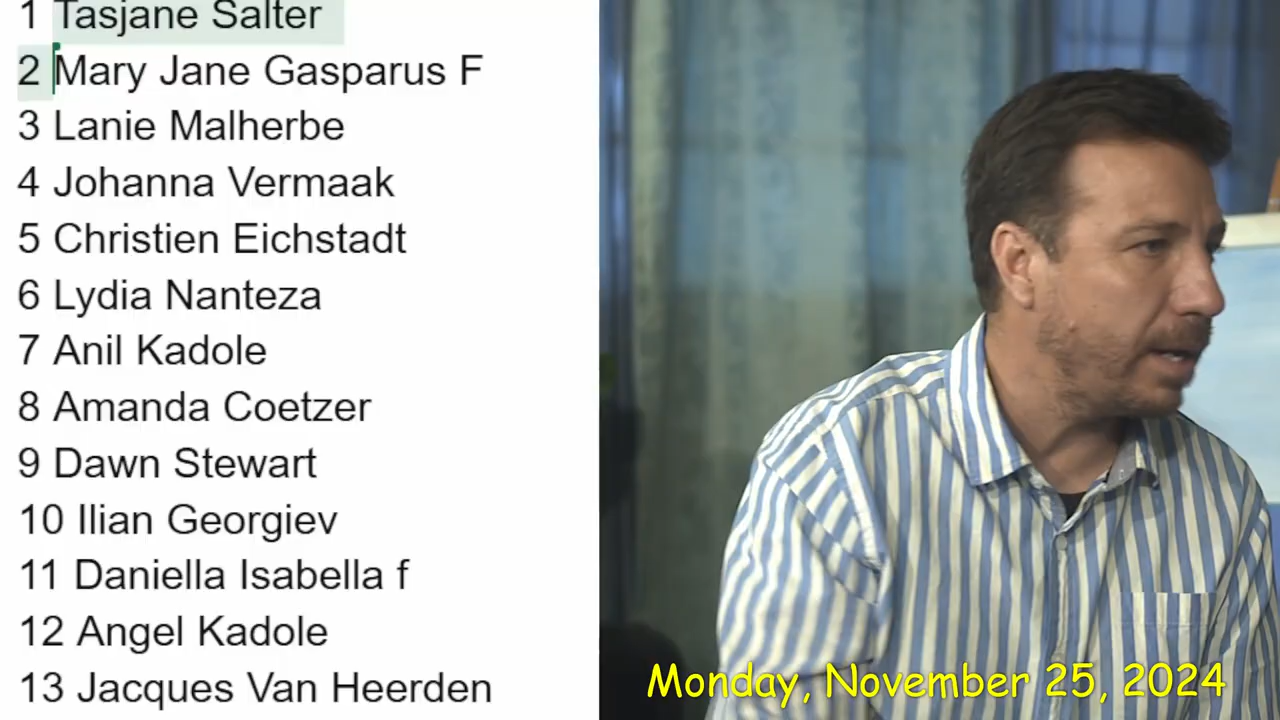 1 Tasjane Salter
2 Mary Jane Gasparus F
3 Lanie Malherbe
4 Johanna Vermaak
5 Christien Eichstadt
6 Lydia Nanteza
7 Anil Kadole
8 Amanda Coetzer
9 Dawn Stewart
10 Ilian Georgiev
11 Daniella Isabella f
12 Angel Kadole
13 Jacques Van Heerden
Monday, November 25, 2024